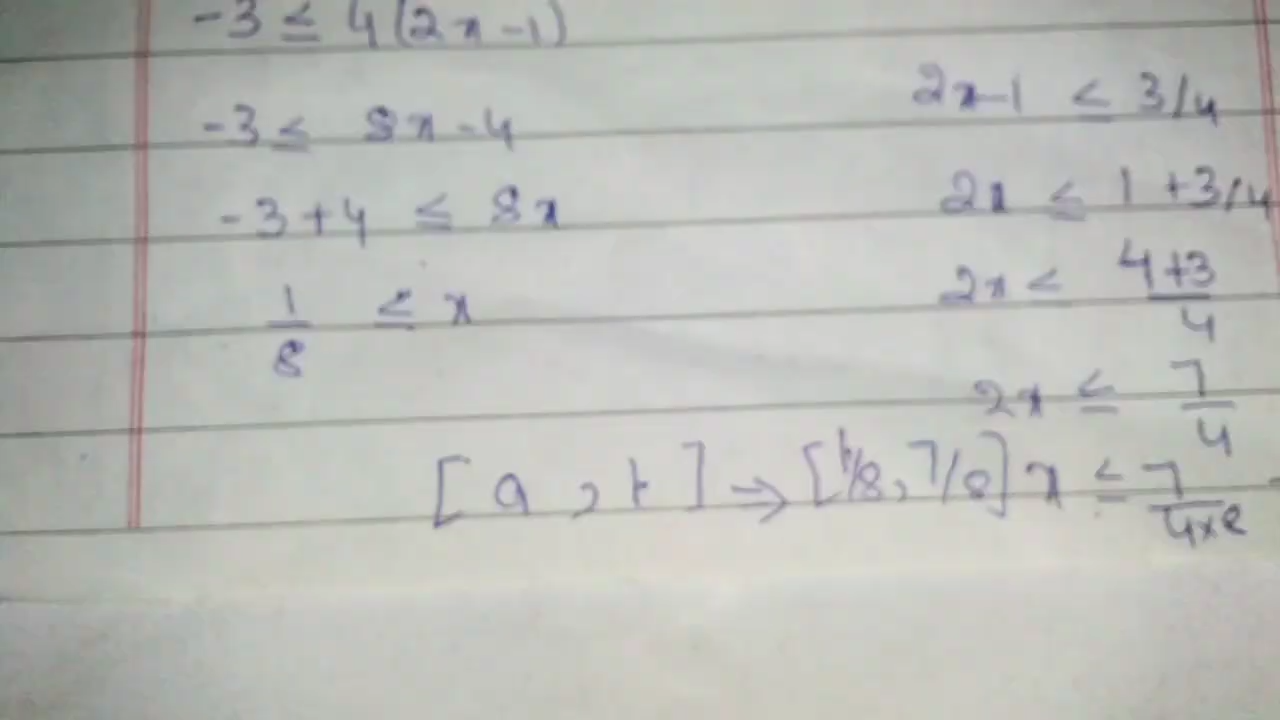 -3 ≤ 4(2x-1)
-3 ≤ 8x-4
-3+4 ≤ 8x
1/8 ≤ x
2x-1 ≤ 3/4
2x ≤ 1+3/4
2x ≤ 4+3/4
2x ≤ 7/4
[a, b] → [1/8, 7/8] x ≤ 7/4×2